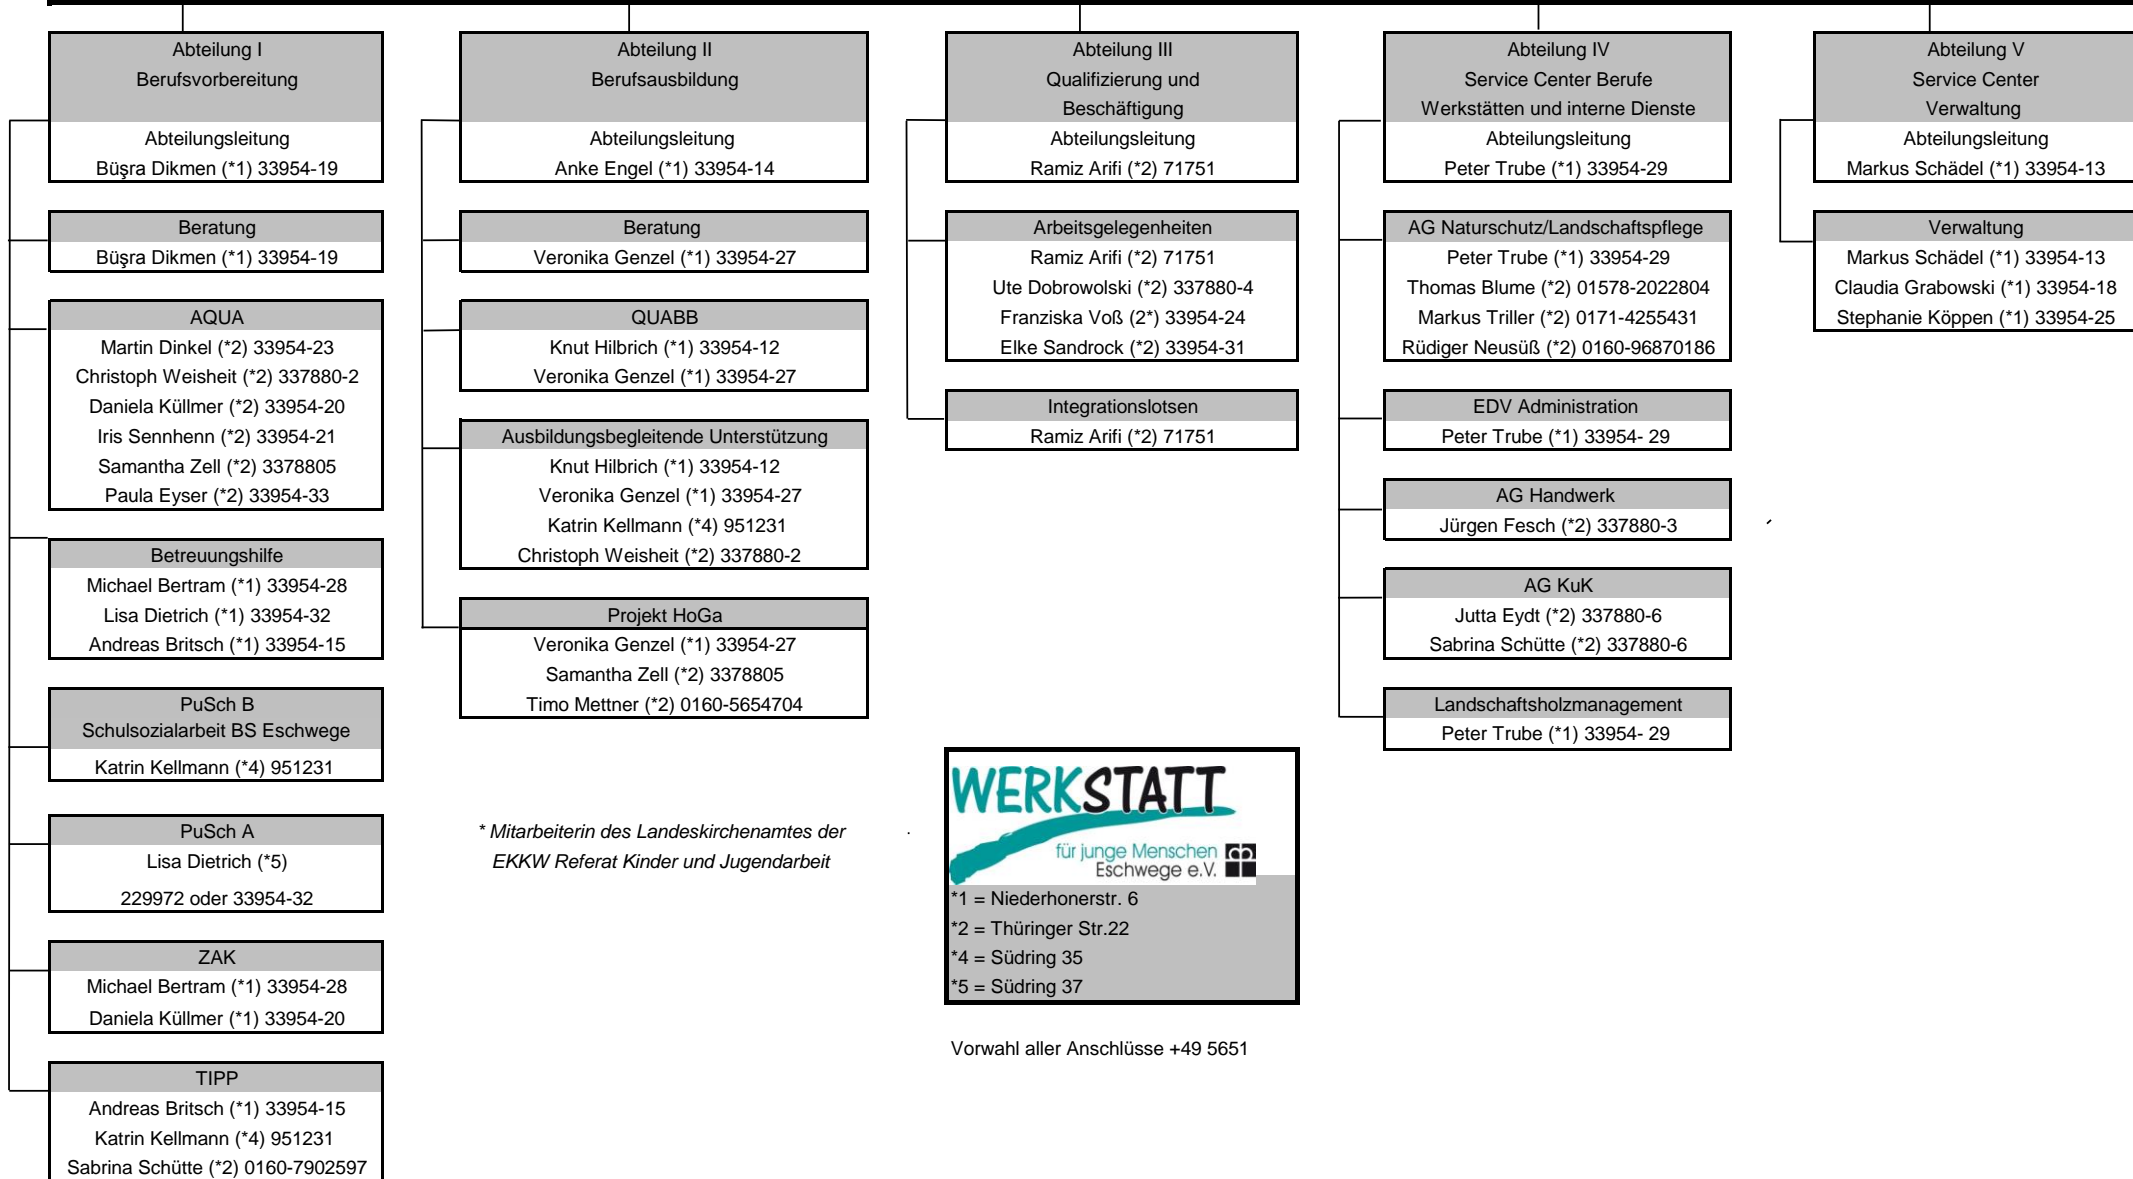 Abteilung I
Berufsvorbereitung
Abteilungsleitung
Büşra Dikmen (*1) 33954-19
Beratung
Büşra Dikmen (*1) 33954-19
AQUA
Martin Dinkel (*2) 33954-23
Christoph Weisheit (*2) 337880-2
Daniela Küllmer (*2) 33954-20
Iris Sennhenn (*2) 33954-21
Samantha Zell (*2) 3378805
Paula Eyser (*2) 33954-33
Betreuungshilfe
Michael Bertram (*1) 33954-28
Lisa Dietrich (*1) 33954-32
Andreas Britsch (*1) 33954-15
PuSch B
Schulsozialarbeit BS Eschwege
Katrin Kellmann (*4) 951231
PuSch A
Lisa Dietrich (*5)
229972 oder 33954-32
ZAK
Michael Bertram (*1) 33954-28
Daniela Küllmer (*1) 33954-20
TIPP
Andreas Britsch (*1) 33954-15
Katrin Kellmann (*4) 951231
Sabrina Schütte (*2) 0160-7902597
Abteilung II
Berufsausbildung
Abteilungsleitung
Anke Engel (*1) 33954-14
Beratung
Veronika Genzel (*1) 33954-27
QUABB
Knut Hilbrich (*1) 33954-12
Veronika Genzel (*1) 33954-27
Ausbildungsbegleitende Unterstützung
Knut Hilbrich (*1) 33954-12
Veronika Genzel (*1) 33954-27
Katrin Kellmann (*4) 951231
Christoph Weisheit (*2) 337880-2
Projekt HoGa
Veronika Genzel (*1) 33954-27
Samantha Zell (*2) 3378805
Timo Mettner (*2) 0160-5654704
* Mitarbeiterin des Landeskirchenamtes der
EKKW Referat Kinder und Jugendarbeit
Abteilung III
Qualifizierung und
Beschäftigung
Abteilungsleitung
Ramiz Arifi (*2) 71751
Arbeitsgelegenheiten
Ramiz Arifi (*2) 71751
Ute Dobrowolski (*2) 337880-4
Franziska Voß (2*) 33954-24
Elke Sandrock (*2) 33954-31
Integrationslotsen
Ramiz Arifi (*2) 71751
WERKSTATT
für junge Menschen
Eschwege e.V.
*1 = Niederhonerstr. 6
*2 = Thüringer Str.22
*4 = Südring 35
*5 = Südring 37
Vorwahl aller Anschlüsse +49 5651
Abteilung IV
Service Center Berufe
Werkstätten und interne Dienste
Abteilungsleitung
Peter Trube (*1) 33954-29
AG Naturschutz/Landschaftspflege
Peter Trube (*1) 33954-29
Thomas Blume (*2) 01578-2022804
Markus Triller (*2) 0171-4255431
Rüdiger Neusüß (*2) 0160-96870186
EDV Administration
Peter Trube (*1) 33954- 29
AG Handwerk
Jürgen Fesch (*2) 337880-3
AG KuK
Jutta Eydt (*2) 337880-6
Sabrina Schütte (*2) 337880-6
Landschaftsholzmanagement
Peter Trube (*1) 33954- 29
Abteilung V
Service Center
Verwaltung
Abteilungsleitung
Markus Schädel (*1) 33954-13
Verwaltung
Markus Schädel (*1) 33954-13
Claudia Grabowski (*1) 33954-18
Stephanie Köppen (*1) 33954-25